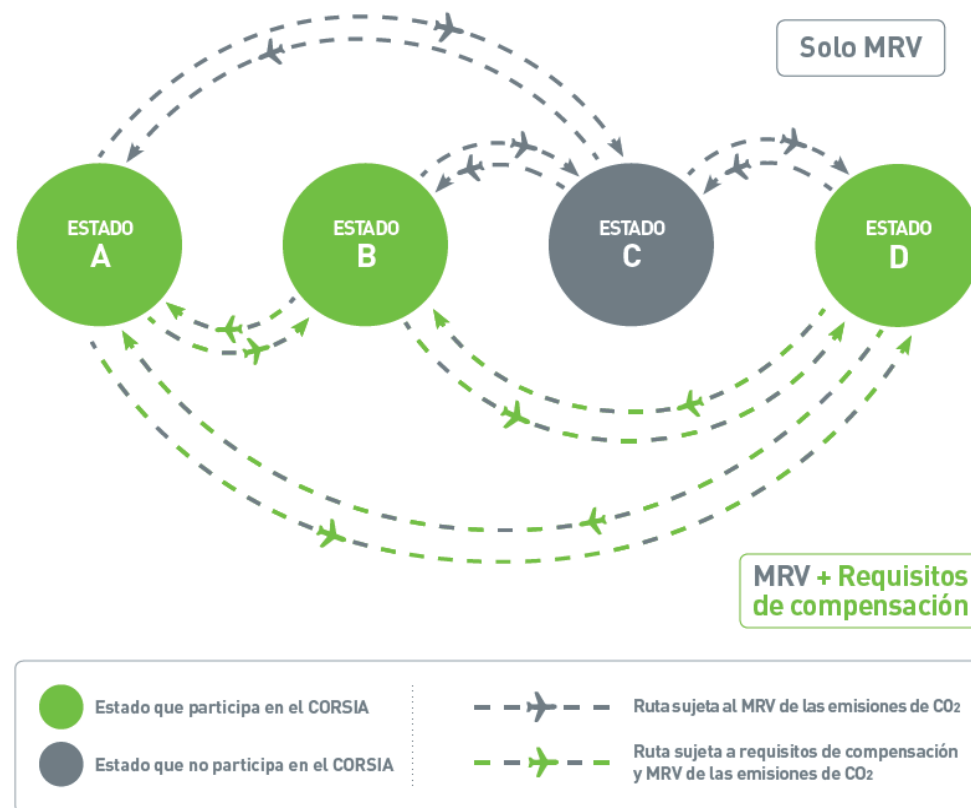 Solo MRV
ESTADO
A
ESTADO
B
ESTADO
C
ESTADO
D
MRV + Requisitos
de compensación
Estado que participa en el CORSIA
Estado que no participa en el CORSIA
Ruta sujeta al MRV de las emisiones de CO₂
Ruta sujeta a requisitos de compensación
y MRV de las emisiones de CO₂